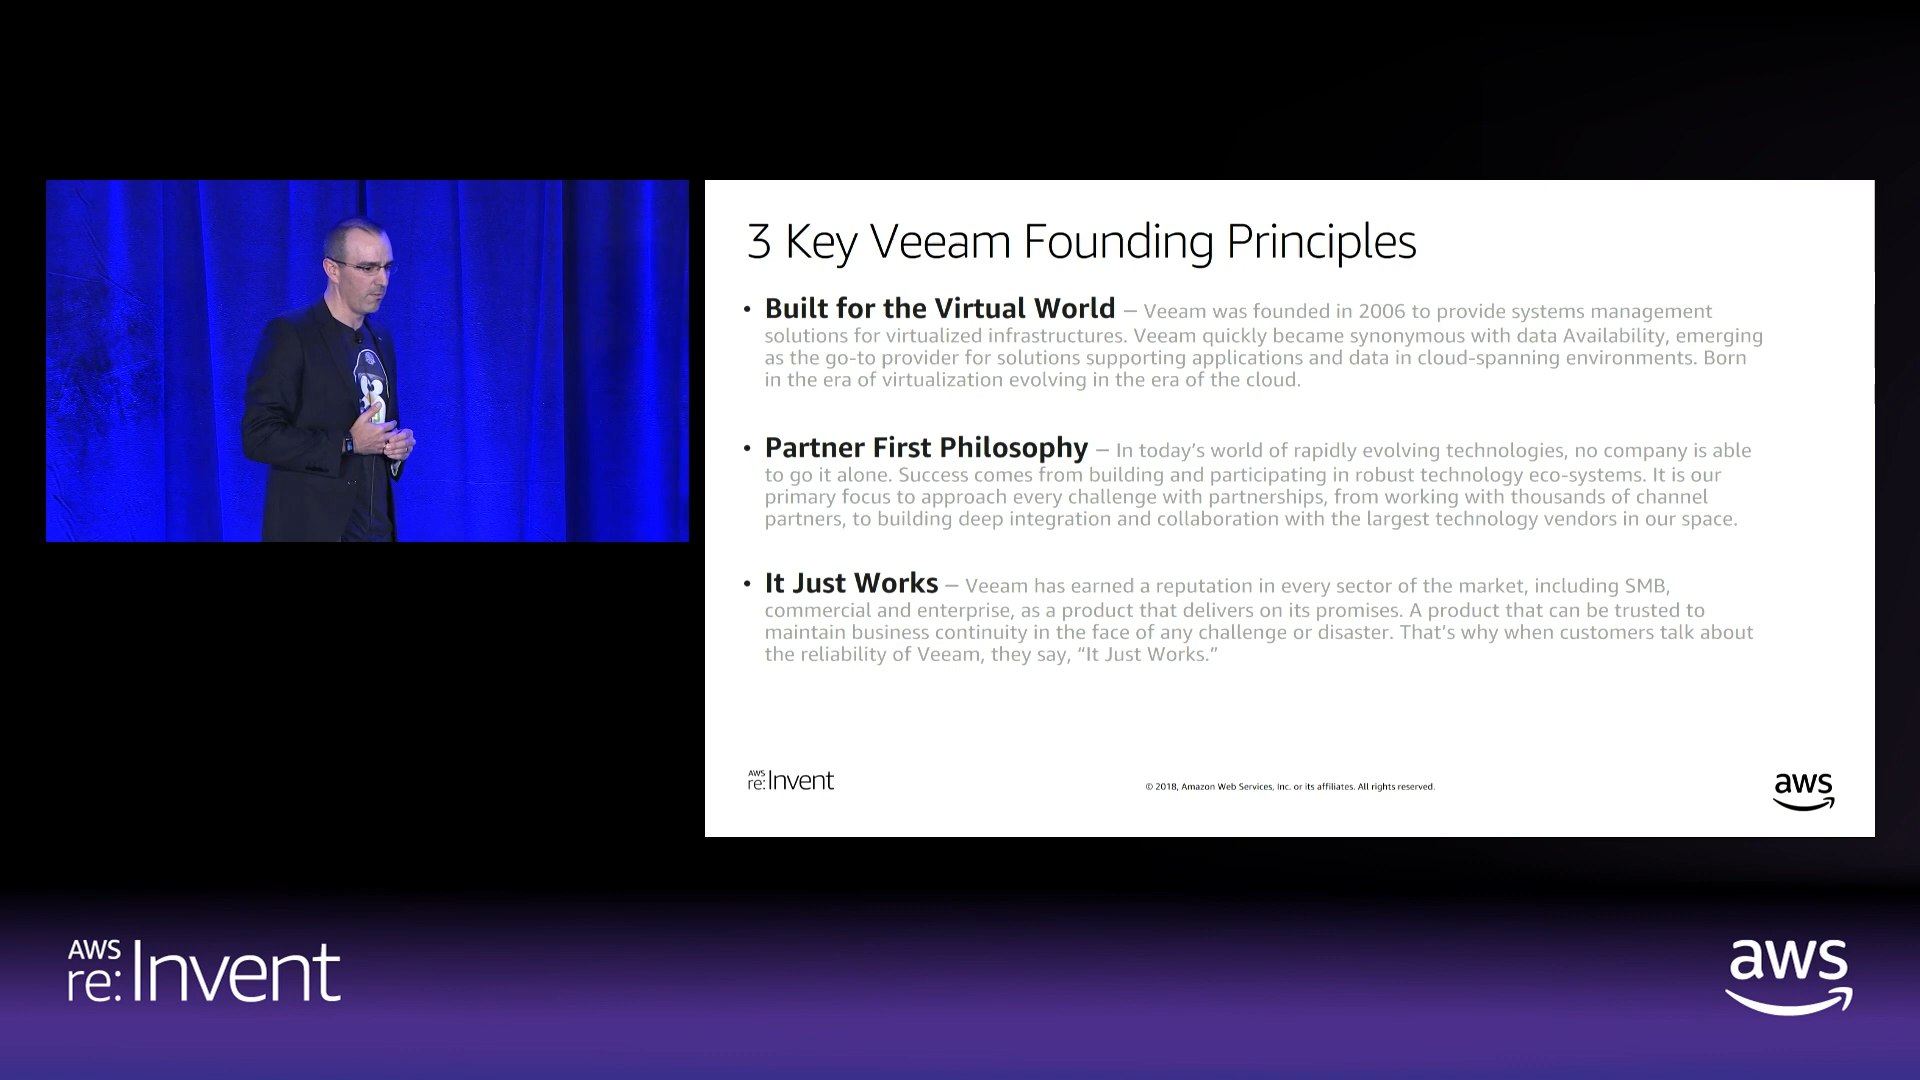 3 Key Veeam Founding Principles
• Built for the Virtual World – Veeam was founded in 2006 to provide systems management
solutions for virtualized infrastructures. Veeam quickly became synonymous with data Availability, emerging
as the go-to provider for solutions supporting applications and data in cloud-spanning environments. Born
in the era of virtualization evolving in the era of the cloud.
• Partner First Philosophy – In today’s world of rapidly evolving technologies, no company is able
to go it alone. Success comes from building and participating in robust technology eco-systems. It is our
primary focus to approach every challenge with partnerships, from working with thousands of channel
partners, to building deep integration and collaboration with the largest technology vendors in our space.
• It Just Works – Veeam has earned a reputation in every sector of the market, including SMB,
commercial and enterprise, as a product that delivers on its promises. A product that can be trusted to
maintain business continuity in the face of any challenge or disaster. That’s why when customers talk about
the reliability of Veeam, they say, “It Just Works.”
AWS
re:Invent
© 2018, Amazon Web Services, Inc. or its affiliates. All rights reserved.
aws
AWS
re:Invent
aws